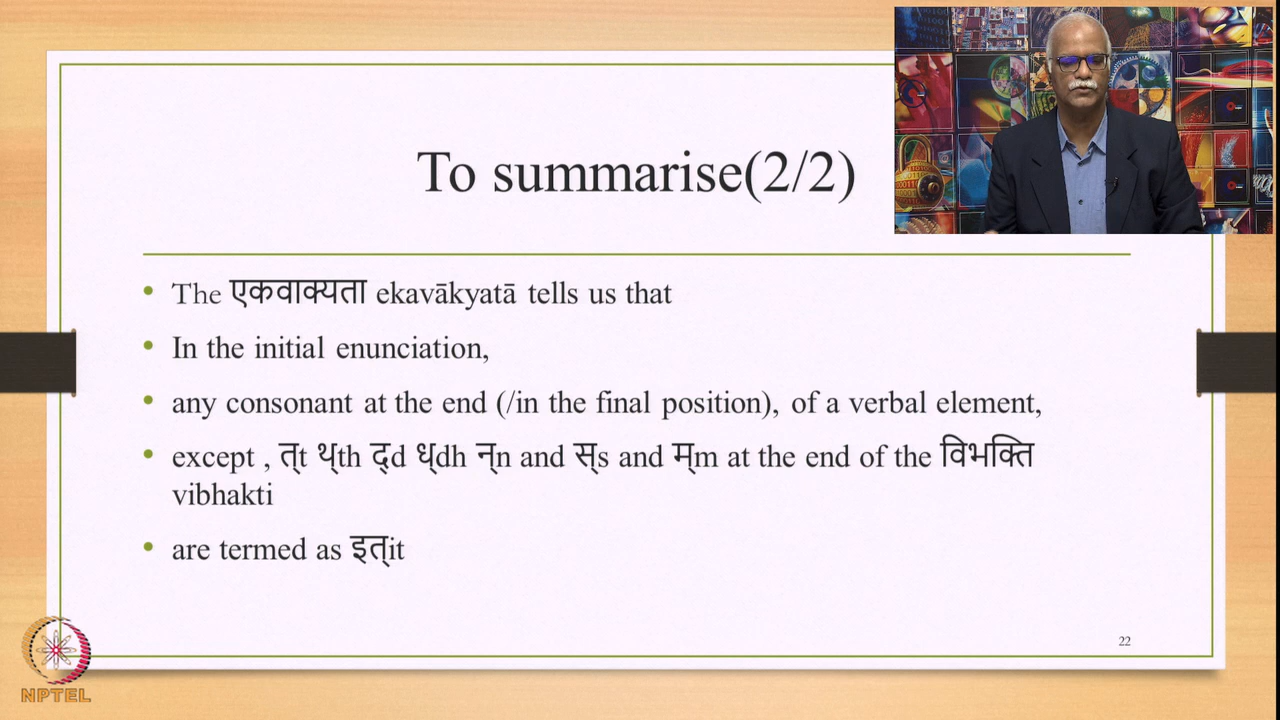 To summarise(2/2)
• The एकवाक्यता ekavākyatā tells us that
• In the initial enunciation,
• any consonant at the end (/in the final position), of a verbal element,
• except , त्t थ्th द्d ध्dh न्n and स्s and म्m at the end of the विभक्ति
vibhakti
• are termed as इत्it
22
NPTEL